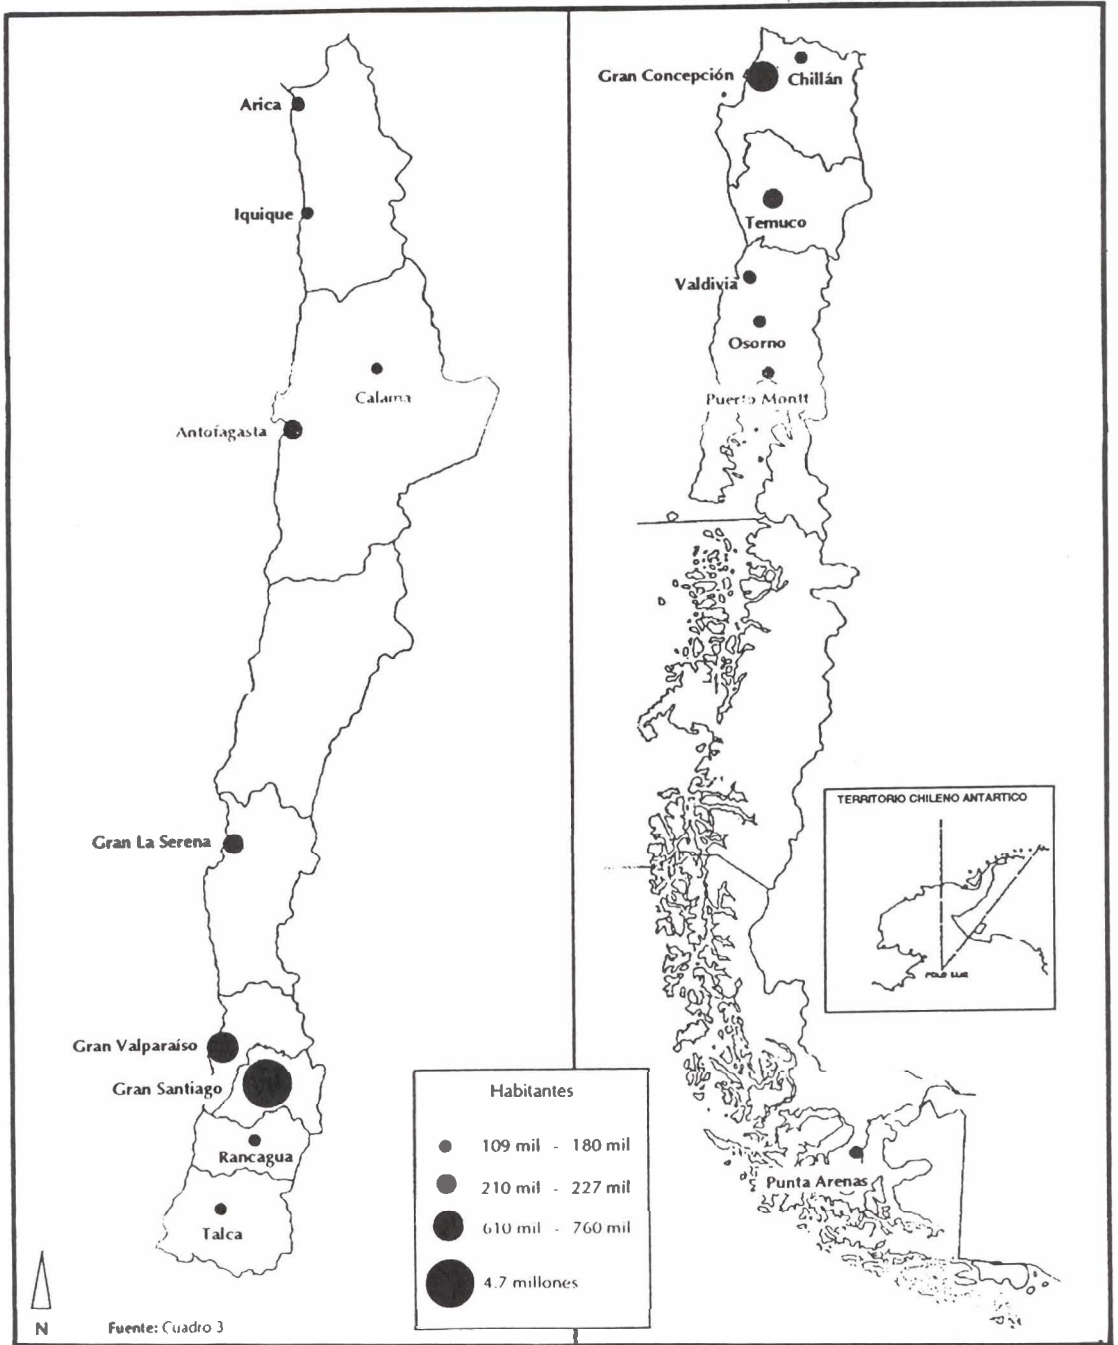 Arica
Iquique
Calama
Antofagasta
Gran La Serena
Gran Valparaíso
Gran Santiago
Rancagua
Talca
N
Fuente: Cuadro 3
Habitantes
109 mil - 180 mil
210 mil - 227 mil
610 mil - 760 mil
4.7 millones
Gran Concepción
Chillán
Temuco
Valdivia
Osorno
Puerto Montt
TERRITORIO CHILENO ANTARTICO
POLO SUR
Punta Arenas